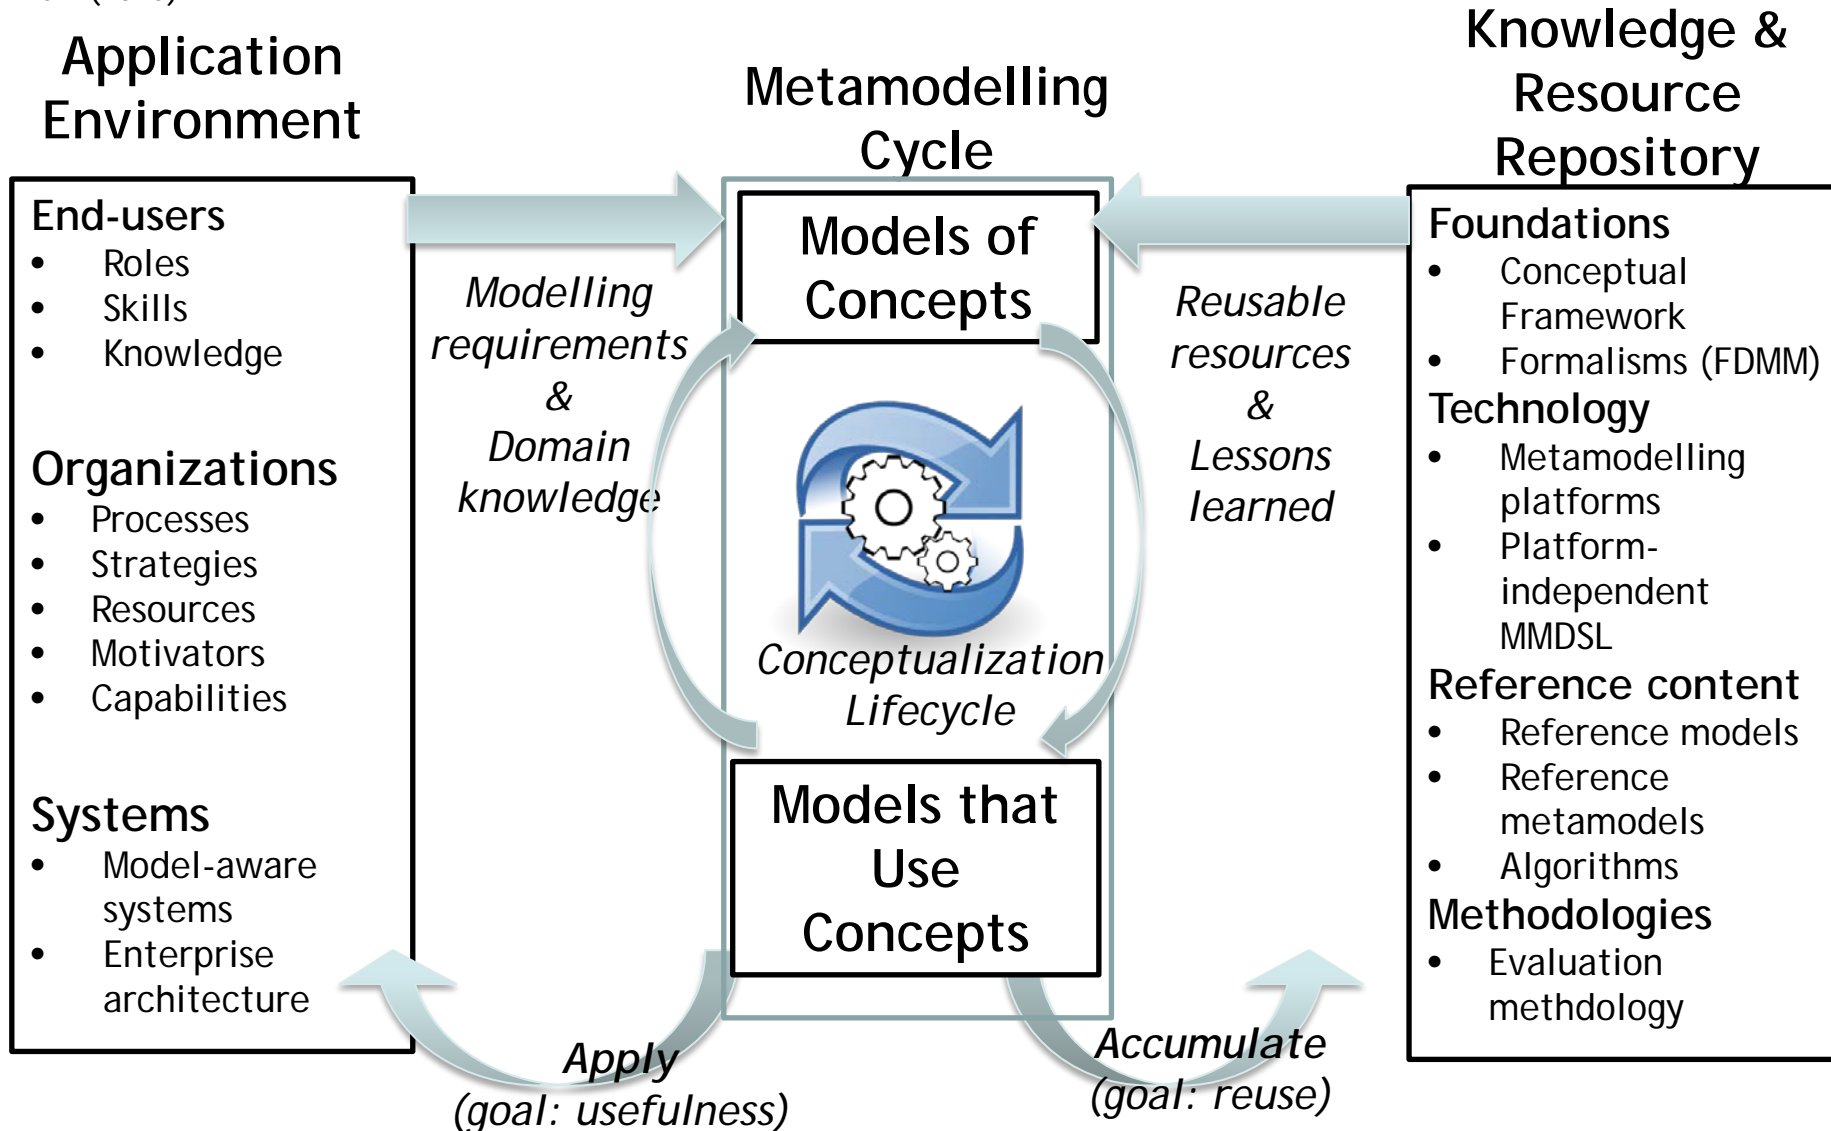 Application
Environment
End-users
• Roles
• Skills
• Knowledge
Organizations
• Processes
• Strategies
• Resources
• Motivators
• Capabilities
Systems
• Model-aware
systems
• Enterprise
architecture
Modelling
requirements
&
Domain
knowledge
Metamodelling
Cycle
Models of
Concepts
Conceptualization
Lifecycle
Models that
Use
Concepts
Reusable
resources
&
Lessons
learned
Apply
(goal: usefulness)
Accumulate
(goal: reuse)
Knowledge &
Resource
Repository
Foundations
• Conceptual
Framework
• Formalisms (FDMM)
Technology
• Metamodelling
platforms
• Platform-
independent
MMDSL
Reference content
• Reference models
• Reference
metamodels
• Algorithms
Methodologies
• Evaluation
methdology